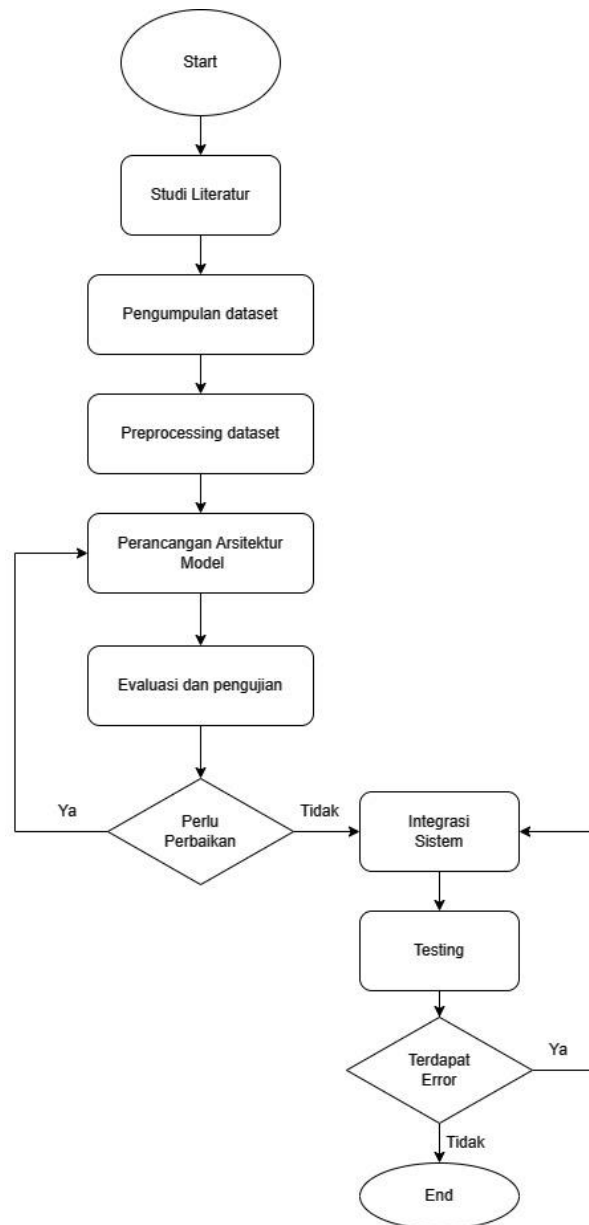 Start
Studi Literatur
Pengumpulan dataset
Preprocessing dataset
Perancangan Arsitektur
Model
Evaluasi dan pengujian
Ya
Perlu
Perbaikan
Tidak
Integrasi
Sistem
Testing
Terdapat
Error
Ya
Tidak
End